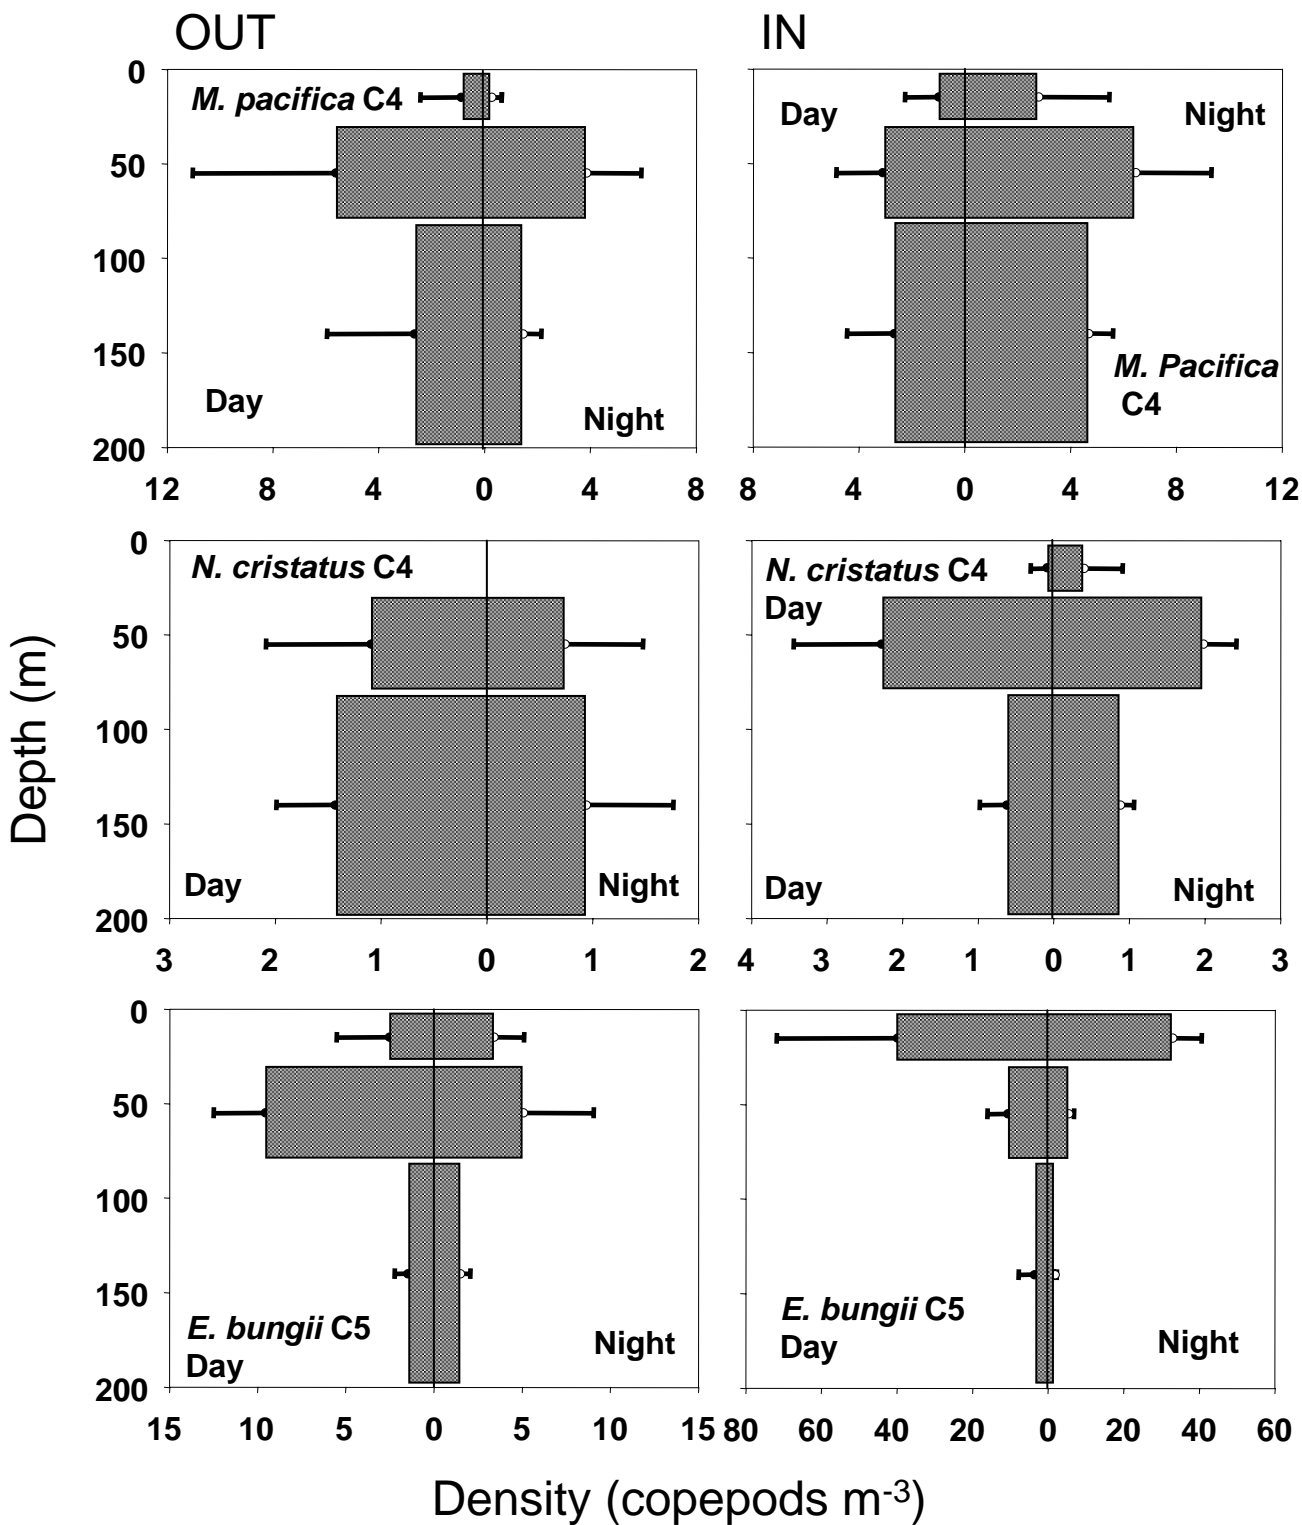 OUT
IN
0
50
100
150
200
M. pacifica C4
Day
Night
12 8 4 0 4 8
Day
Night
M. Pacifica
C4
8 4 0 4 8 12
Depth (m)
0
50
100
150
200
N. cristatus C4
Day
Night
3 2 1 0 1 2
N. cristatus C4
Day
Day
Night
4 3 2 1 0 1 2 3
0
50
100
150
200
E. bungii C5
Day
Night
15 10 5 0 5 10 15
E. bungii C5
Day
Night
80 60 40 20 0 20 40 60
Density (copepods m-3)